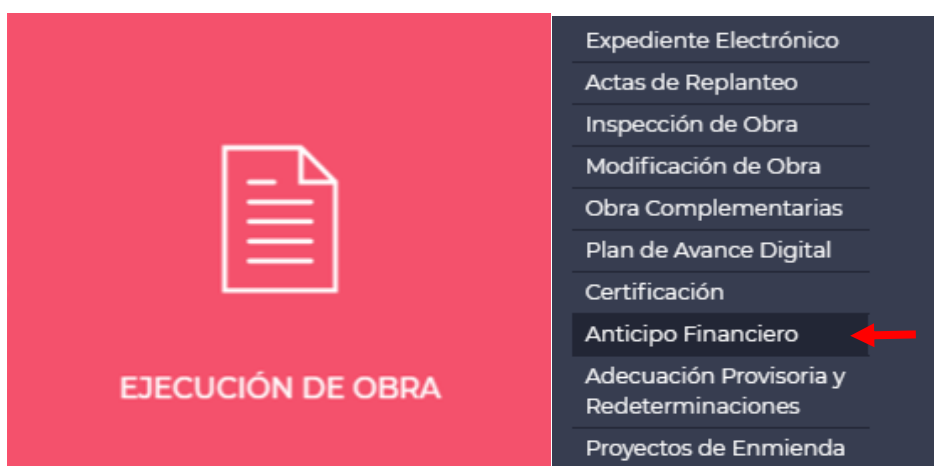 EJECUCIÓN DE OBRA
Expediente Electrónico
Actas de Replanteo
Inspección de Obra
Modificación de Obra
Obra Complementarias
Plan de Avance Digital
Certificación
Anticipo Financiero
Adecuación Provisoria y
Redeterminaciones
Proyectos de Enmienda